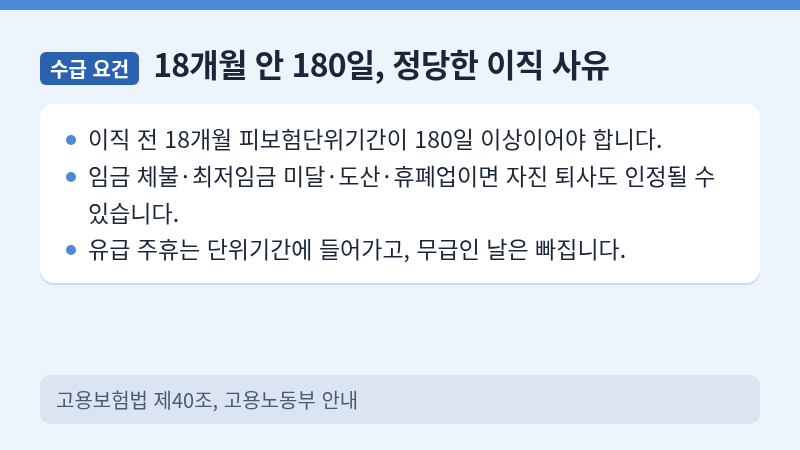 수급 요건
18개월 안 180일, 정당한 이직 사유
이직 전 18개월 피보험단위기간이 180일 이상이어야 합니다.
임금 체불·최저임금 미달·도산·휴폐업이면 자진 퇴사도 인정될 수
있습니다.
유급 주휴는 단위기간에 들어가고, 무급인 날은 빠집니다.
고용보험법 제40조, 고용노동부 안내